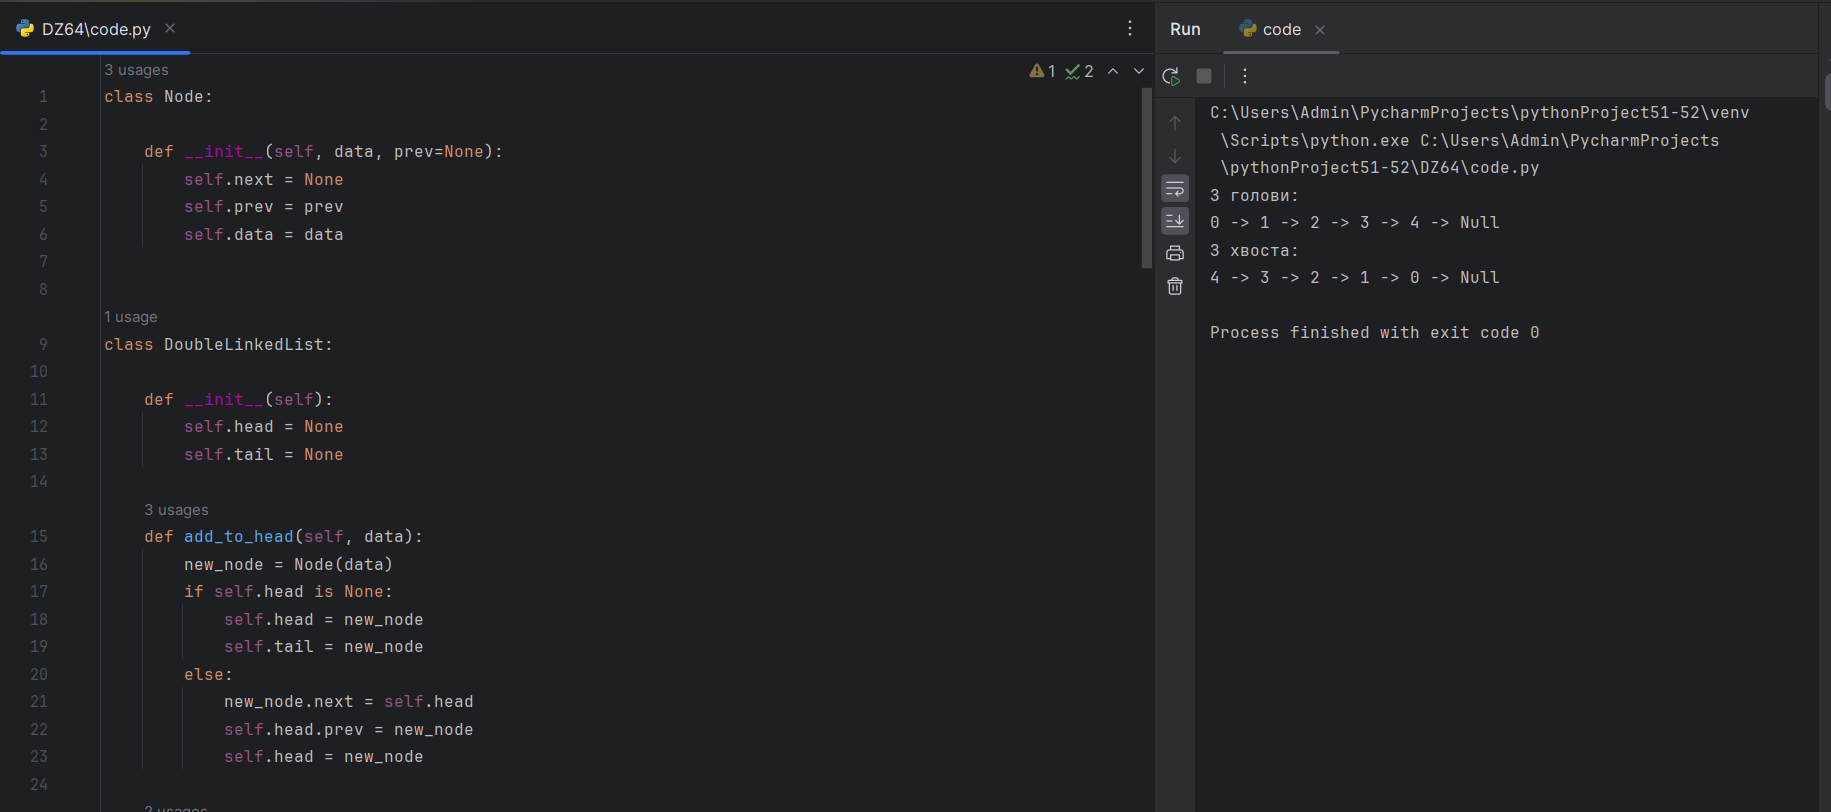 DZ64\code.py
3 usages
1 2
1 class Node:
2
3 def __init__(self, data, prev=None):
4 self.next = None
5 self.prev = prev
6 self.data = data
7
8
1 usage
9 class DoubleLinkedList:
10
11 def __init__(self):
12 self.head = None
13 self.tail = None
14
3 usages
15 def add_to_head(self, data):
16 new_node = Node(data)
17 if self.head is None:
18 self.head = new_node
19 self.tail = new_node
20 else:
21 new_node.next = self.head
22 self.head.prev = new_node
23 self.head = new_node
24
2 usages
Run code
C:\Users\Admin\PycharmProjects\pythonProject51-52\venv
\Scripts\python.exe C:\Users\Admin\PycharmProjects
\pythonProject51-52\DZ64\code.py
З голови:
0 -> 1 -> 2 -> 3 -> 4 -> Null
З хвоста:
4 -> 3 -> 2 -> 1 -> 0 -> Null
Process finished with exit code 0